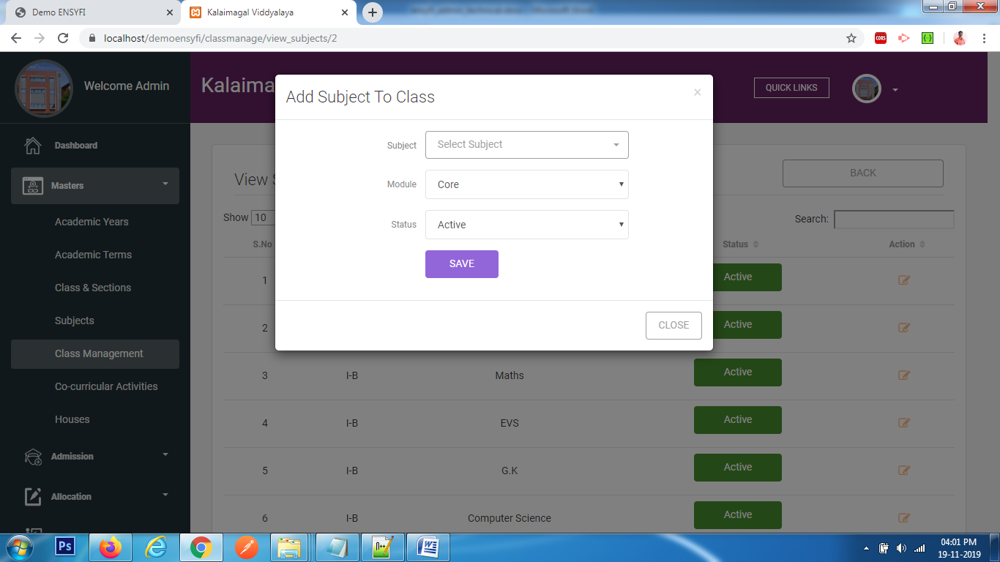 Demo ENSYFI
Kalaimagal Viddyalaya
localhost/demoensyfi/classmanage/view_subjects/2
CORS
Welcome Admin
Kalaima
QUICK LINKS
Dashboard
Masters
Academic Years
Academic Terms
Class & Sections
Subjects
Class Management
Co-curricular Activities
Houses
Admission
Allocation
Add Subject To Class
×
Subject
Select Subject
Module
Core
Status
Active
SAVE
CLOSE
View
BACK
Show 10
Search:
S.No
Status
Action
1 Active
2 Active
3 I-B Maths Active
4 I-B EVS Active
5 I-B G.K Active
6 I-B Computer Science Active
Ps
04:01 PM
19-11-2019